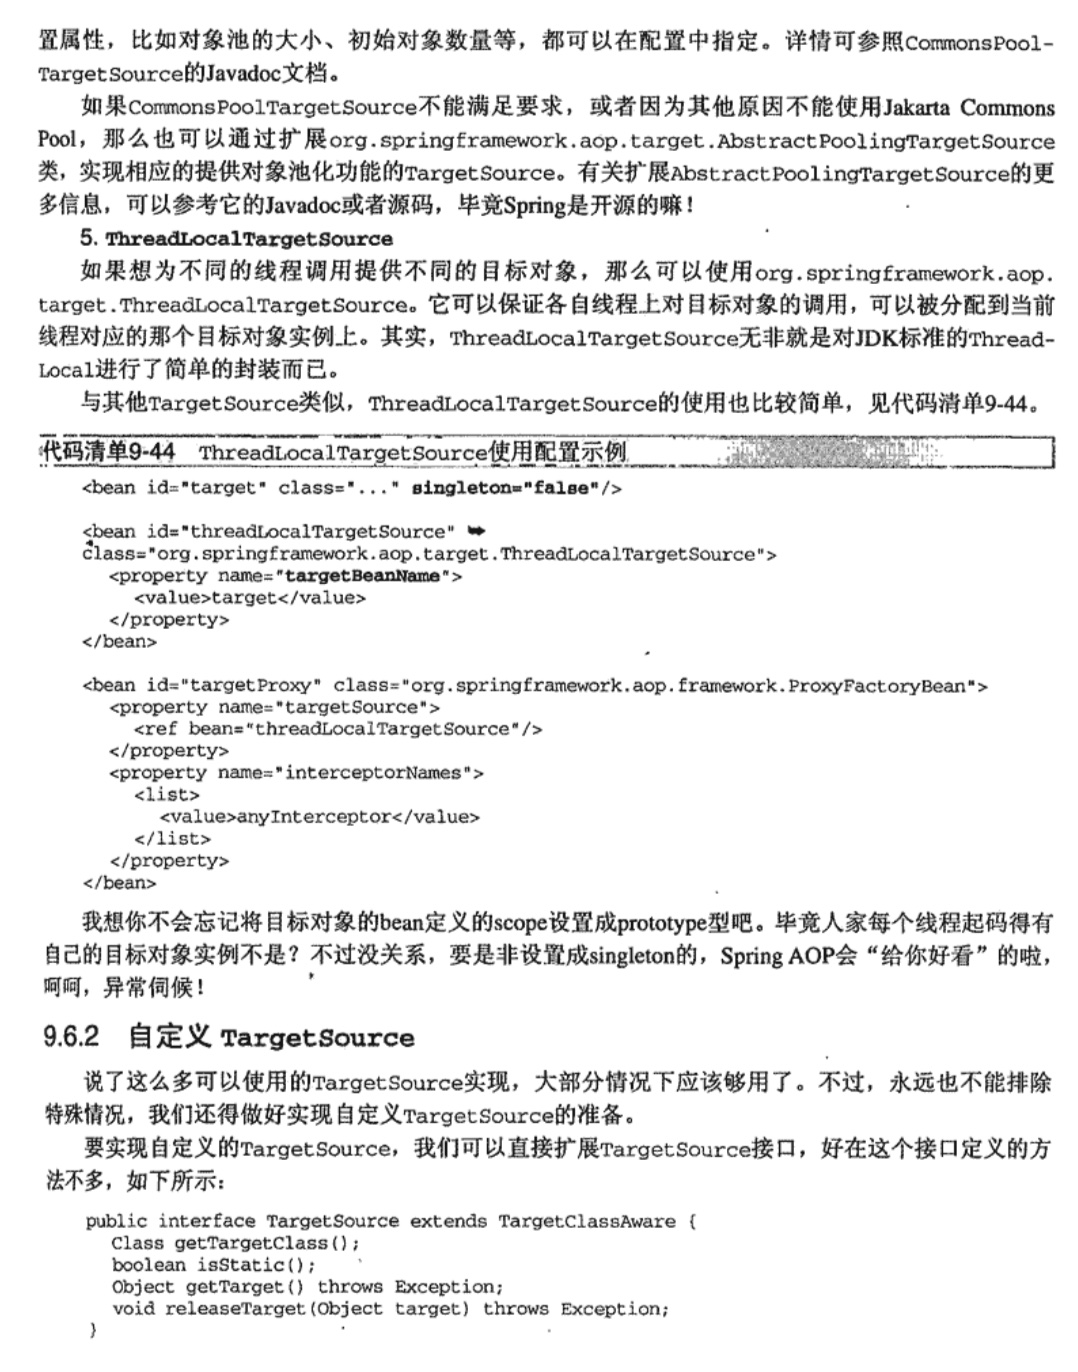 置属性，比如对象池的大小、初始对象数量等，都可以在配置中指定。详情可参照CommonsPool-
TargetSource的Javadoc文档。
如果CommonsPoolTargetSource不能满足要求，或者因为其他原因不能使用Jakarta Commons
Pool，那么也可以通过扩展org.springframework.aop.target.AbstractPoolingTargetSource
类，实现相应的提供对象池化功能的TargetSource。有关扩展AbstractPoolingTargetSource的更
多信息，可以参考它的Javadoc或者源码，毕竟Spring是开源的嘛！
5. ThreadLocalTargetSource
如果想为不同的线程调用提供不同的目标对象，那么可以使用org.springframework.aop.
target.ThreadLocalTargetSource。它可以保证各自线程上对目标对象的调用，可以被分配到当前
线程对应的那个目标对象实例上。其实，ThreadLocalTargetSource无非就是对JDK标准的Thread-
Local进行了简单的封装而已。
与其他TargetSource类似，ThreadLocalTargetSource的使用也比较简单，见代码清单9-44。
代码清单9-44 ThreadLocalTargetSource使用配置示例
<bean id="target" class="..." singleton="false"/>
<bean id="threadLocalTargetSource" ➥
class="org.springframework.aop.target.ThreadLocalTargetSource">
<property name="targetBeanName">
<value>target</value>
</property>
</bean>
<bean id="targetProxy" class="org.springframework.aop.framework.ProxyFactoryBean">
<property name="targetSource">
<ref bean="threadLocalTargetSource"/>
</property>
<property name="interceptorNames">
<list>
<value>anyInterceptor</value>
</list>
</property>
</bean>
我想你不会忘记将目标对象的bean定义的scope设置成prototype型吧。毕竟人家每个线程起码得有
自己的目标对象实例不是？不过没关系，要是非设置成singleton的，Spring AOP会“给你好看”的啦，
呵呵，异常伺候！
9.6.2 自定义 TargetSource
说了这么多可以使用的TargetSource实现，大部分情况下应该够用了。不过，永远也不能排除
特殊情况，我们还得做好实现自定义TargetSource的准备。
要实现自定义的TargetSource，我们可以直接扩展TargetSource接口，好在这个接口定义的方
法不多，如下所示：
public interface TargetSource extends TargetClassAware {
Class getTargetClass();
boolean isStatic();
Object getTarget() throws Exception;
void releaseTarget(Object target) throws Exception;
}